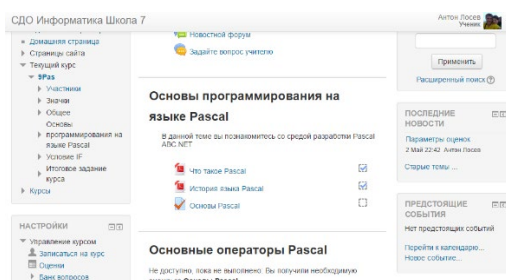 СДО Информатика Школа 7
Антон Лосев
Ученик
Домашняя страница
Страницы сайта
Текущий курс
9Pas
Участники
Значки
Общее
Основы
программирования на
языке Pascal
Условие IF
Итоговое задание
курса
Курсы
НАСТРОЙКИ
Управление курсом
Записаться на курс
Оценки
Банк вопросов
Новостной форум
Задайте вопрос учителю
Основы программирования на
языке Pascal
В данной теме вы познакомитесь со средой разработки Pascal
ABC NET
Что такое Pascal
История языка Pascal
Основы Pascal
Основные операторы Pascal
Не доступно, пока не выполнено: Вы получили необходимую
Применить
Расширенный поиск
ПОСЛЕДНИЕ
НОВОСТИ
Параметры оценок
2 Май 22:42 Антон Лосев
Старые темы ...
ПРЕДСТОЯЩИЕ
СОБЫТИЯ
Нет предстоящих событий
Перейти к календарю...
Новое событие...